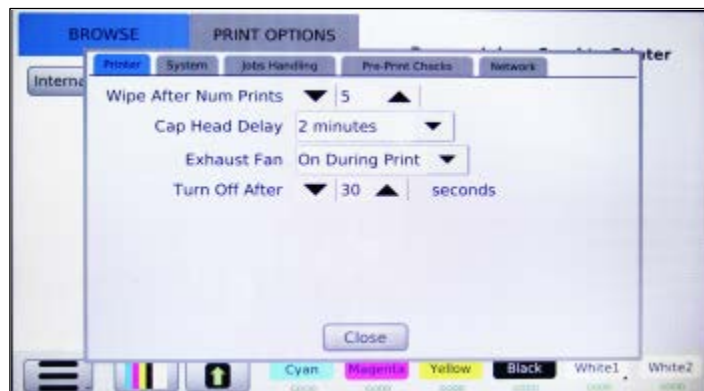 BROWSE PRINT OPTIONS
Printer System Jobs Handling Pre-Print Checks Network
Wipe After Num Prints 5
Cap Head Delay 2 minutes
Exhaust Fan On During Print
Turn Off After 30 seconds
Close
Cyan Magenta Yellow Black White1 White2